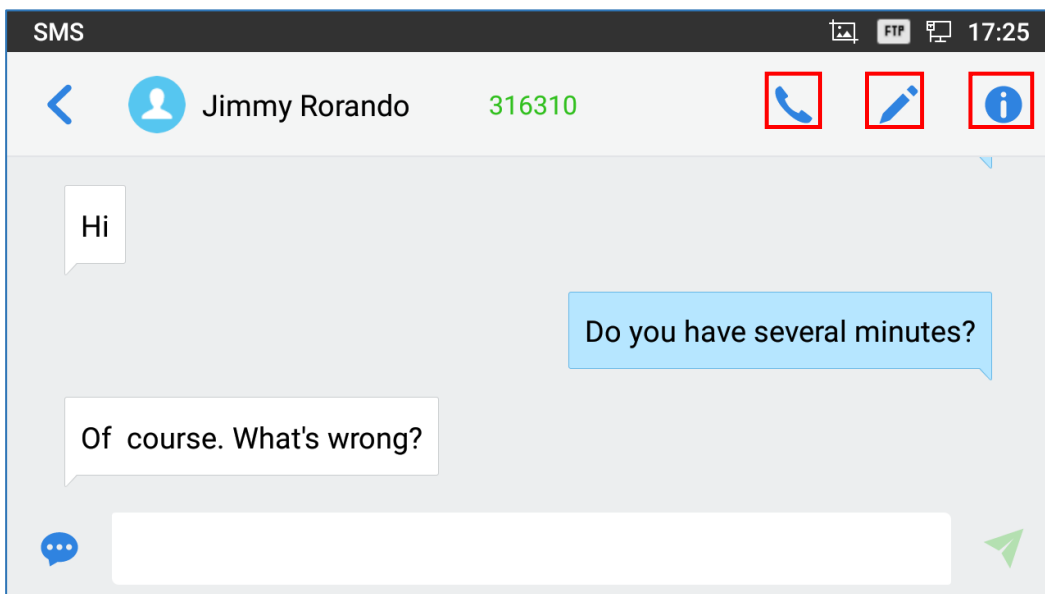 SMS FTP 17:25
Jimmy Rorando 316310
Hi
Do you have several minutes?
Of course. What's wrong?